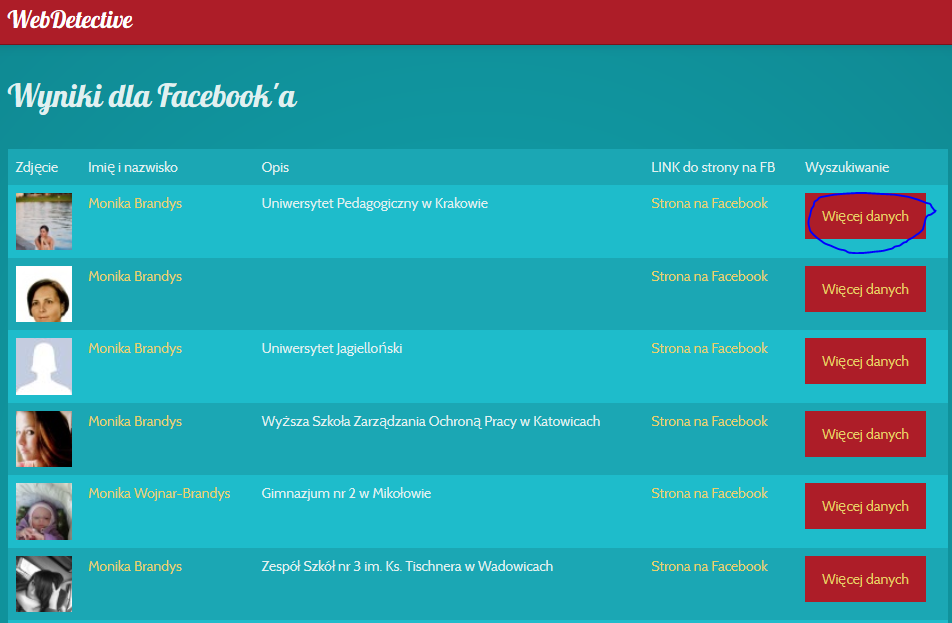 WebDetective
Wyniki dla Facebook'a
Zdjęcie Imię i nazwisko Opis LINK do strony na FB Wyszukiwanie
Monika Brandys Uniwersytet Pedagogiczny w Krakowie Strona na Facebook Więcej danych
Monika Brandys Strona na Facebook Więcej danych
Monika Brandys Uniwersytet Jagielloński Strona na Facebook Więcej danych
Monika Brandys Wyższa Szkoła Zarządzania Ochroną Pracy w Katowicach Strona na Facebook Więcej danych
Monika Wojnar-Brandys Gimnazjum nr 2 w Mikołowie Strona na Facebook Więcej danych
Monika Brandys Zespół Szkół nr 3 im. Ks. Tischnera w Wadowicach Strona na Facebook Więcej danych